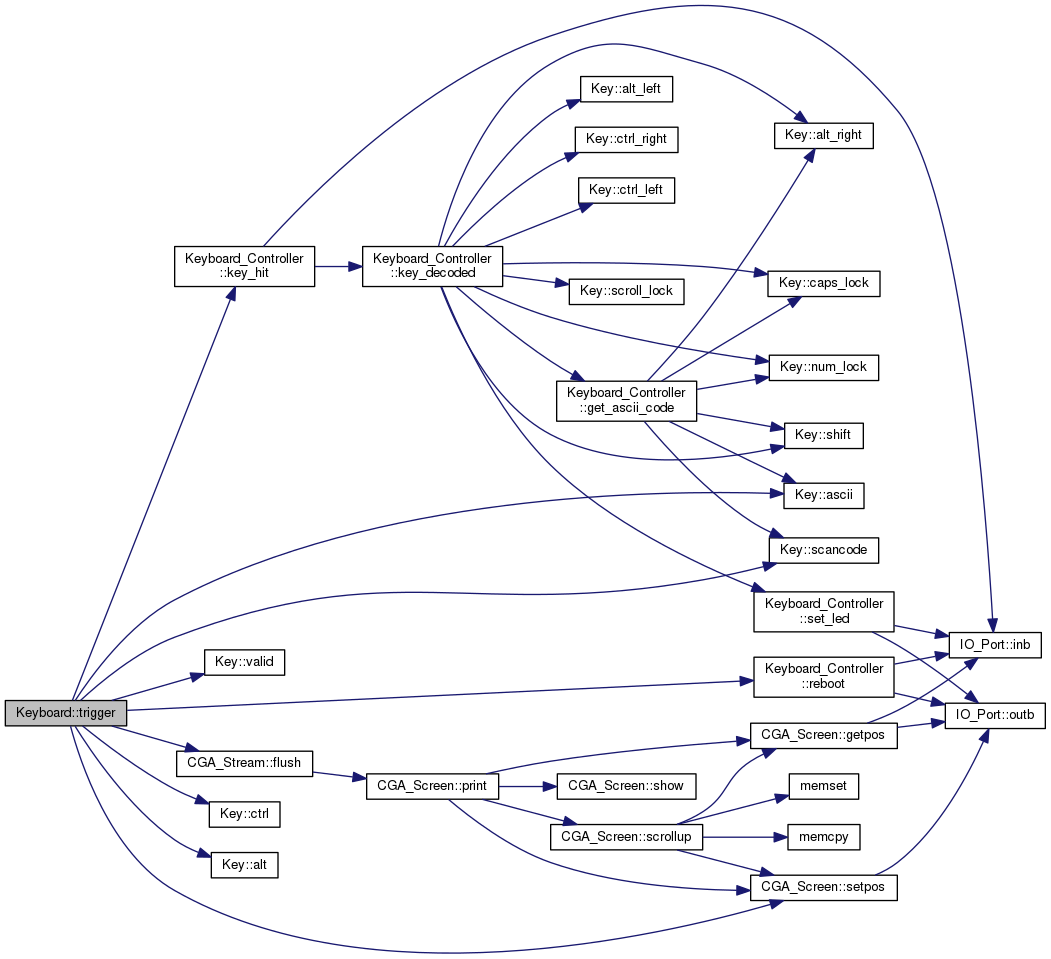 Key::alt_left
Key::alt_right
Key::ctrl_right
Key::ctrl_left
Keyboard_Controller
::key_hit
Keyboard_Controller
::key_decoded
Key::scroll_lock
Key::caps_lock
Key::num_lock
Keyboard_Controller
::get_ascii_code
Key::shift
Key::ascii
Key::scancode
Keyboard_Controller
::set_led
IO_Port::inb
Key::valid
Keyboard_Controller
::reboot
Keyboard::trigger
IO_Port::outb
CGA_Screen::getpos
CGA_Stream::flush
CGA_Screen::print
CGA_Screen::show
memset
Key::ctrl
CGA_Screen::scrollup
memcpy
Key::alt
CGA_Screen::setpos